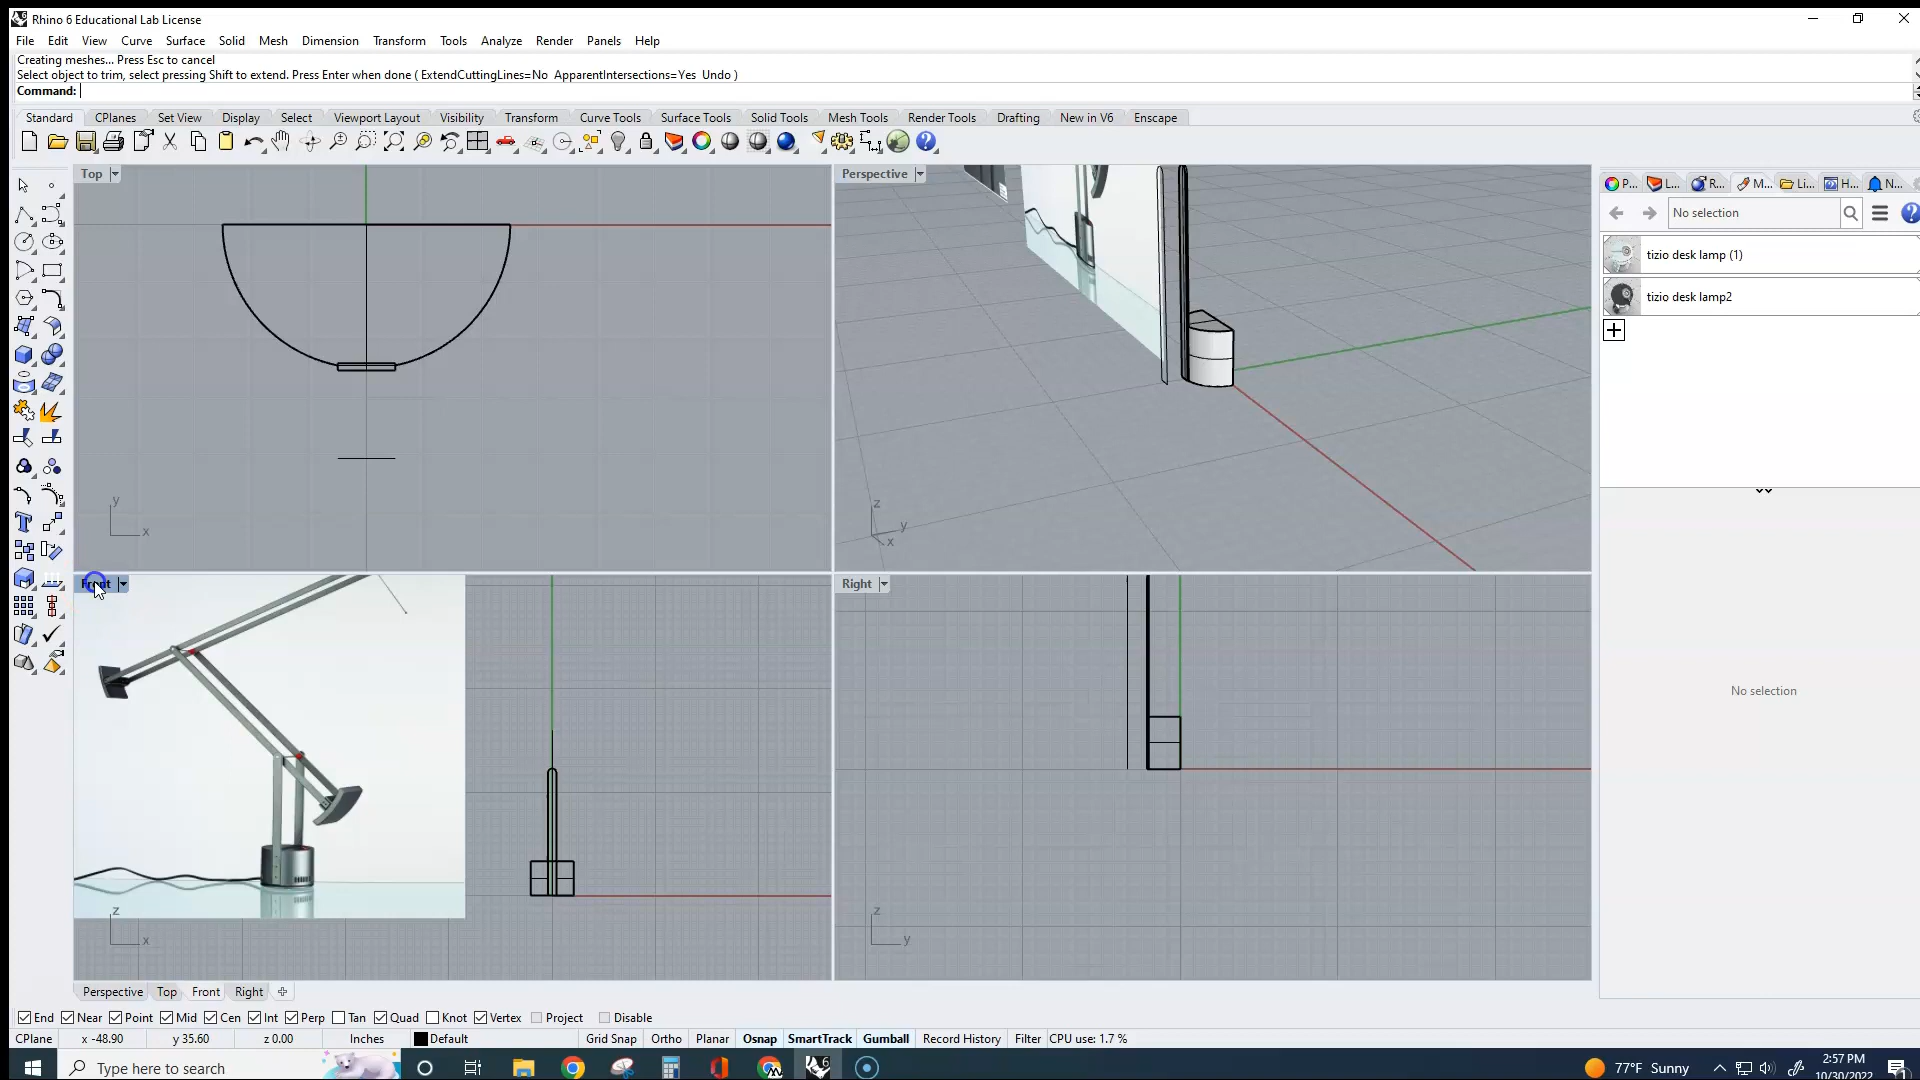 Rhino 6 Educational Lab License
File Edit View Curve Surface Solid Mesh Dimension Transform Tools Analyze Render Panels Help
Creating meshes... Press Esc to cancel
Select object to trim, select pressing Shift to extend. Press Enter when done ( ExtendCuttingLines=No ApparentIntersections=Yes Undo )
Command:
Standard CPlanes Set View Display Select Viewport Layout Visibility Transform Curve Tools Surface Tools Solid Tools Mesh Tools Render Tools Drafting New in V6 Enscape
Top
Perspective
P... L... R... M... Li... H... N...
No selection
tizio desk lamp (1)
tizio desk lamp2
y
x
z
y
x
Front
Right
No selection
z
x
z
y
Perspective Top Front Right
End Near Point Mid Cen Int Perp Tan Quad Knot Vertex Project Disable
CPlane x -48.90 y 35.60 z 0.00 Inches Default Grid Snap Ortho Planar Osnap SmartTrack Gumball Record History Filter CPU use: 1.7 %
Type here to search
77°F Sunny
2:57 PM
10/30/2022